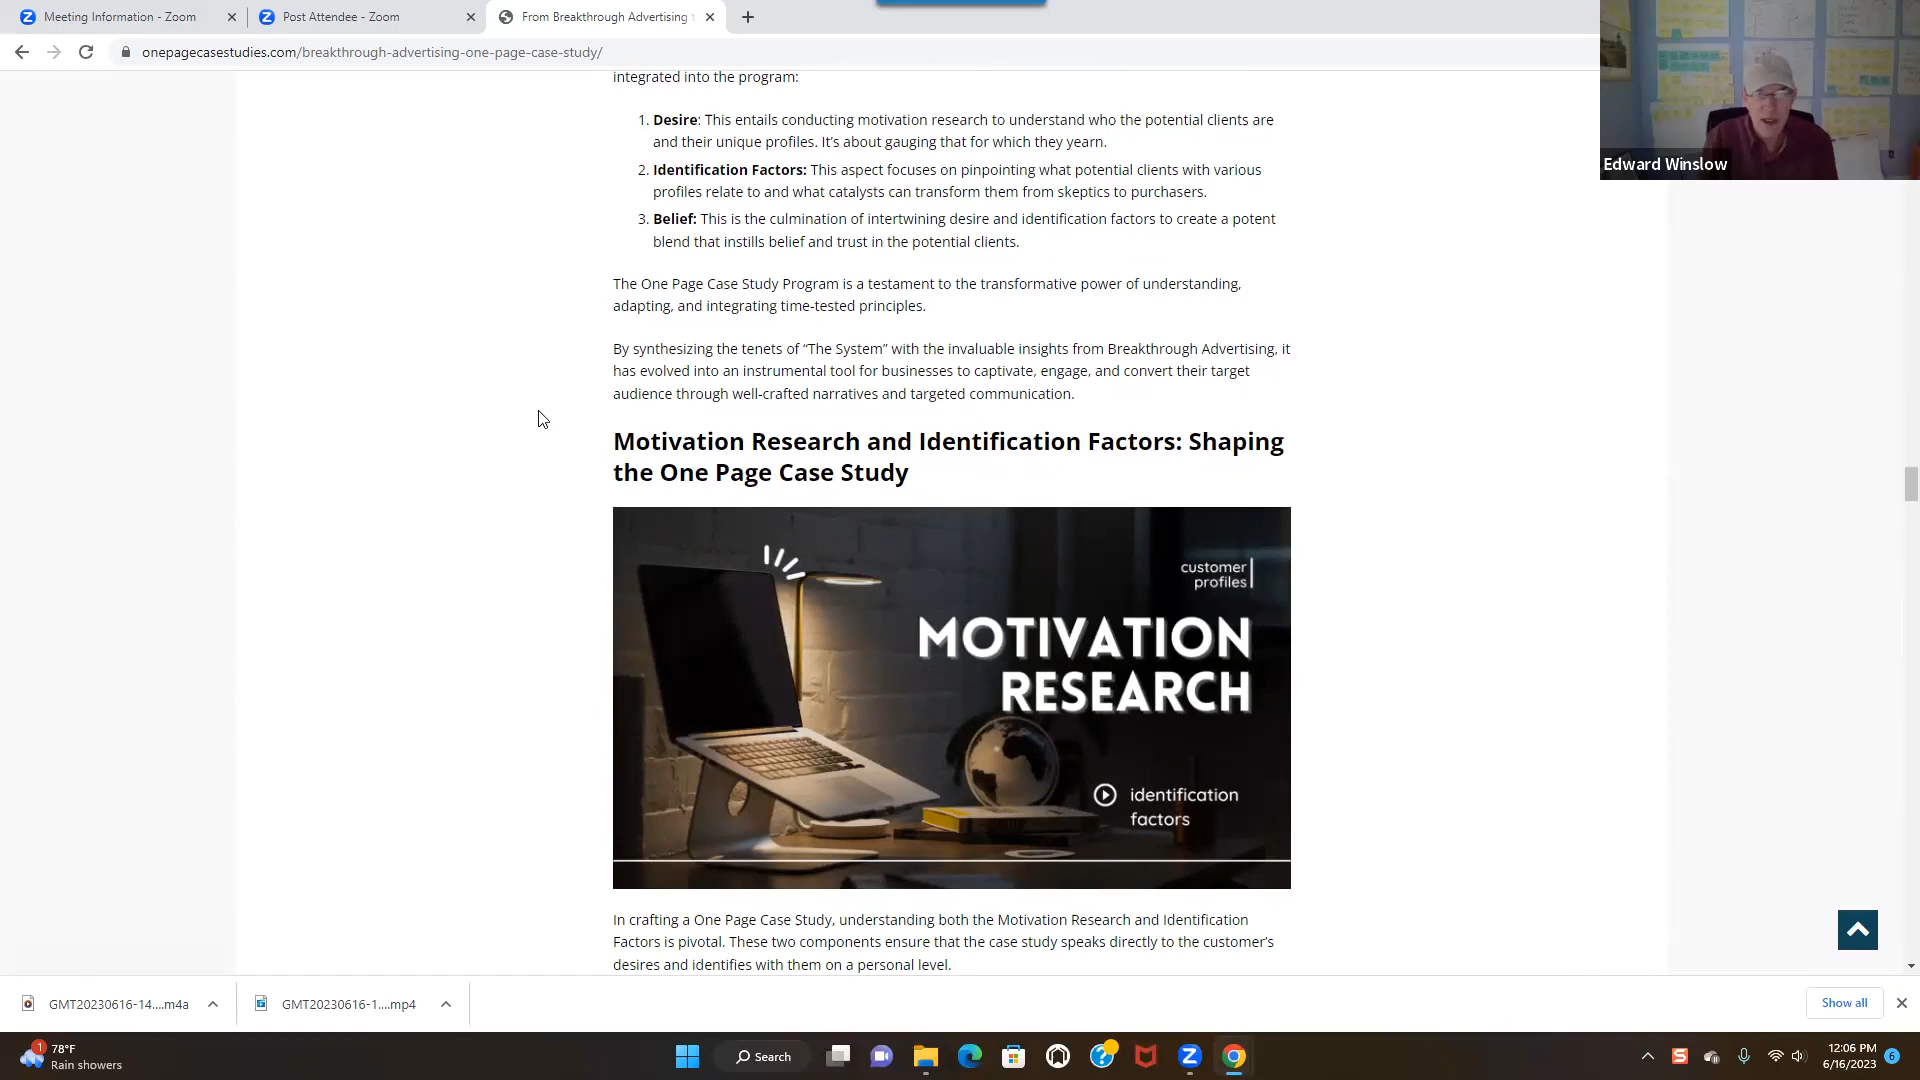 Meeting Information - Zoom
Post Attendee - Zoom
From Breakthrough Advertising
onepagecasestudies.com/breakthrough-advertising-one-page-case-study/
Edward Winslow
integrated into the program:
1. Desire: This entails conducting motivation research to understand who the potential clients are
and their unique profiles. It's about gauging that for which they yearn.
2. Identification Factors: This aspect focuses on pinpointing what potential clients with various
profiles relate to and what catalysts can transform them from skeptics to purchasers.
3. Belief: This is the culmination of intertwining desire and identification factors to create a potent
blend that instills belief and trust in the potential clients.
The One Page Case Study Program is a testament to the transformative power of understanding,
adapting, and integrating time-tested principles.
By synthesizing the tenets of “The System” with the invaluable insights from Breakthrough Advertising, it
has evolved into an instrumental tool for businesses to captivate, engage, and convert their target
audience through well-crafted narratives and targeted communication.
Motivation Research and Identification Factors: Shaping
the One Page Case Study
customer
profiles
MOTIVATION
RESEARCH
identification
factors
In crafting a One Page Case Study, understanding both the Motivation Research and Identification
Factors is pivotal. These two components ensure that the case study speaks directly to the customer’s
desires and identifies with them on a personal level.
GMT20230616-14....m4a
GMT20230616-1....mp4
Show all
1
78°F
Rain showers
Search
12:06 PM
6/16/2023
6